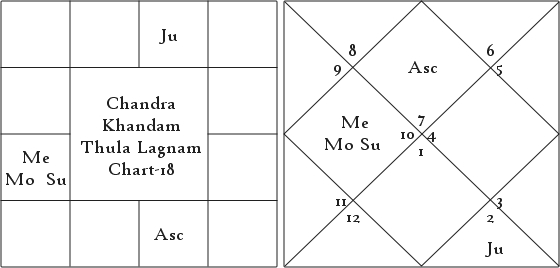 Ju
Chandra
Khandam
Thula Lagnam
Chart-18
Me
Mo Su
Asc
8
6
9
Asc
5
Me
Mo Su
7
10
4
1
11
3
12
2
Ju